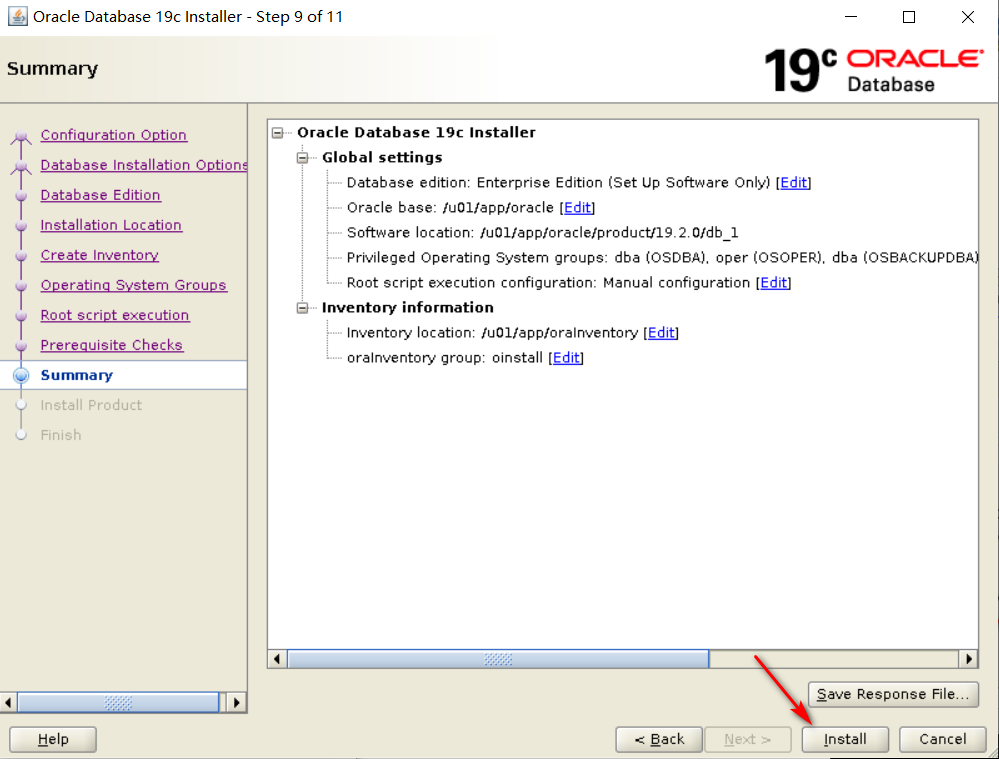 Oracle Database 19c Installer - Step 9 of 11
Summary
19c ORACLE
Database
Configuration Option
Database Installation Options
Database Edition
Installation Location
Create Inventory
Operating System Groups
Root script execution
Prerequisite Checks
Summary
Install Product
Finish
Oracle Database 19c Installer
Global settings
Database edition: Enterprise Edition (Set Up Software Only) [Edit]
Oracle base: /u01/app/oracle [Edit]
Software location: /u01/app/oracle/product/19.2.0/db_1
Privileged Operating System groups: dba (OSDBA), oper (OSOPER), dba (OSBACKUPDBA)
Root script execution configuration: Manual configuration [Edit]
Inventory information
Inventory location: /u01/app/oraInventory [Edit]
oraInventory group: oinstall [Edit]
Save Response File...
Help
< Back
Next >
Install
Cancel